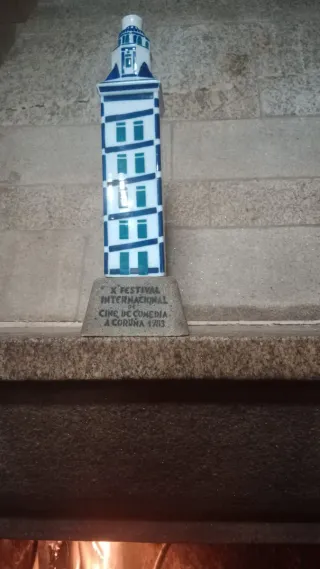 X FESTIVAL
INTERNACIONAL
DE
CINE DE COMEDIA
A CORUÑA 1983